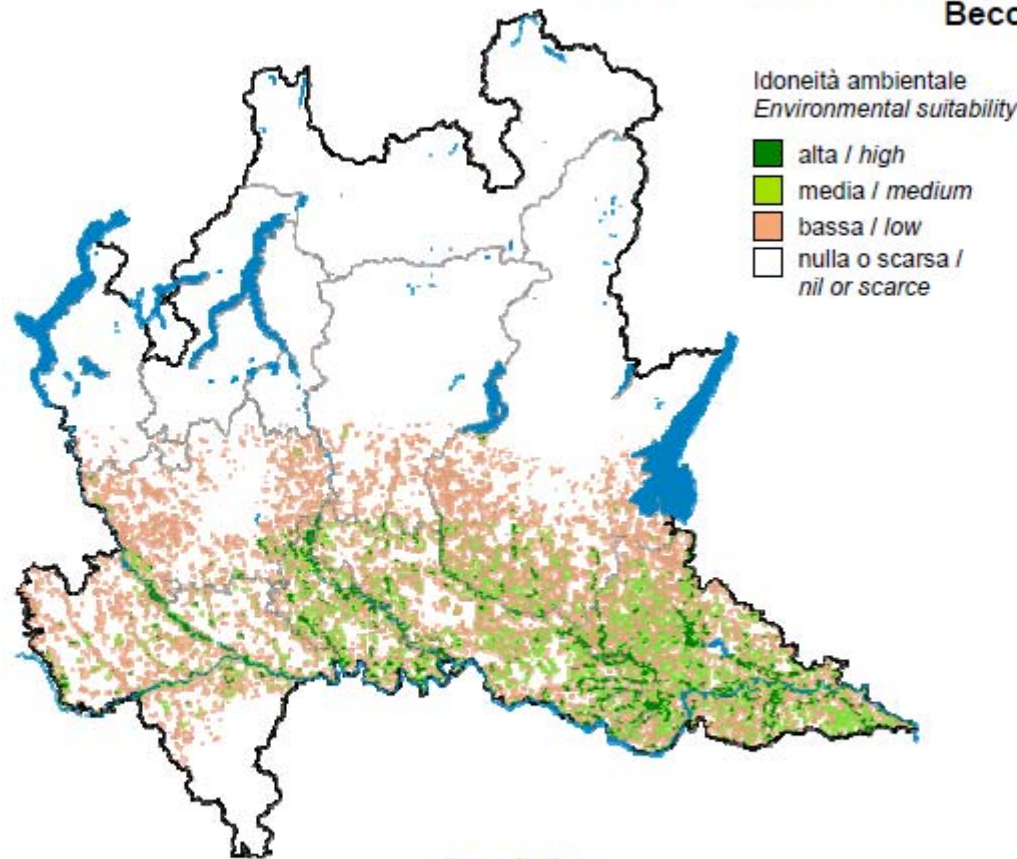 Becc
Idoneità ambientale
Environmental suitability
alta / high
media / medium
bassa / low
nulla o scarsa /
nil or scarce